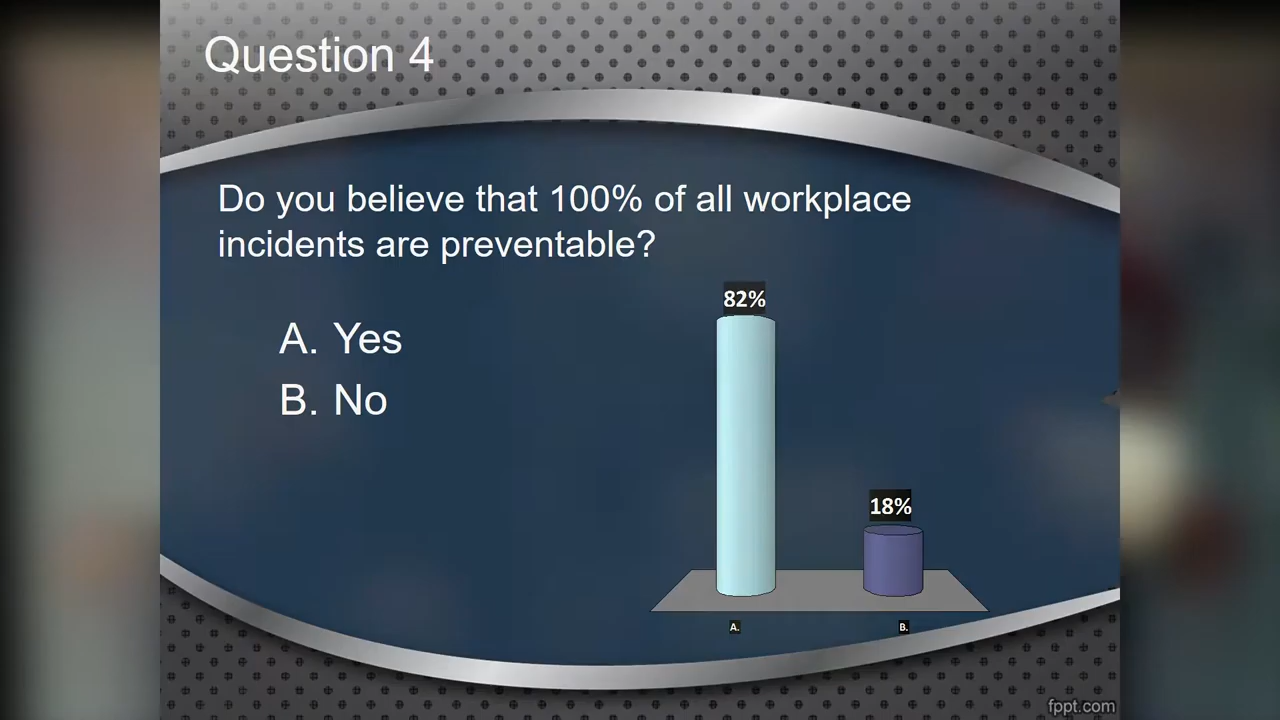 Question 4
Do you believe that 100% of all workplace
incidents are preventable?
A. Yes
B. No
82%
18%
A.
B.
fppt.com